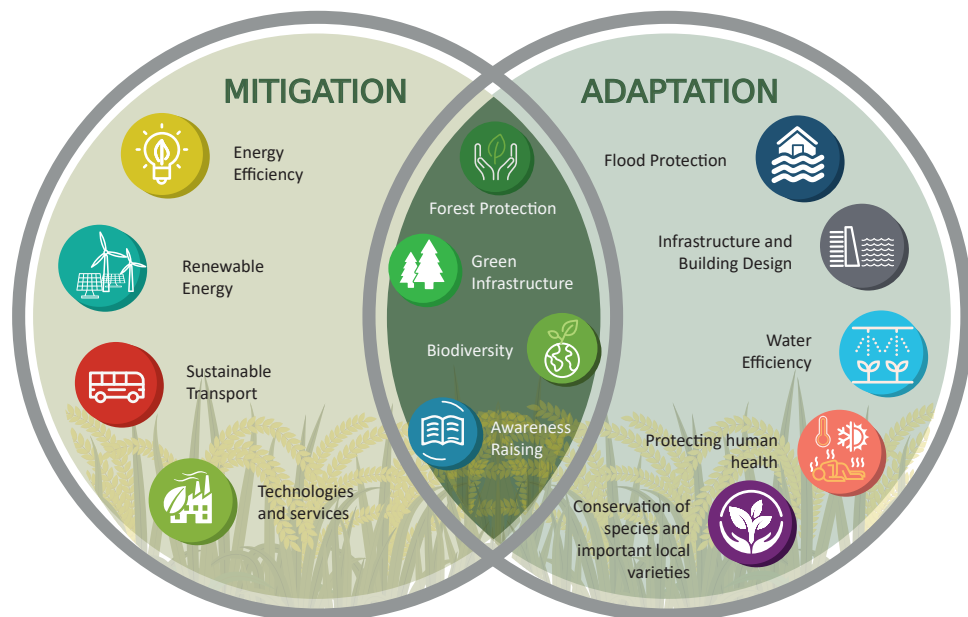 MITIGATION
Energy
Efficiency
Renewable
Energy
Sustainable
Transport
Technologies
and services
Forest Protection
Green
Infrastructure
Biodiversity
Awareness
Raising
ADAPTATION
Flood Protection
Infrastructure and
Building Design
Water
Efficiency
Protecting human
health
Conservation of
species and
important local
varieties